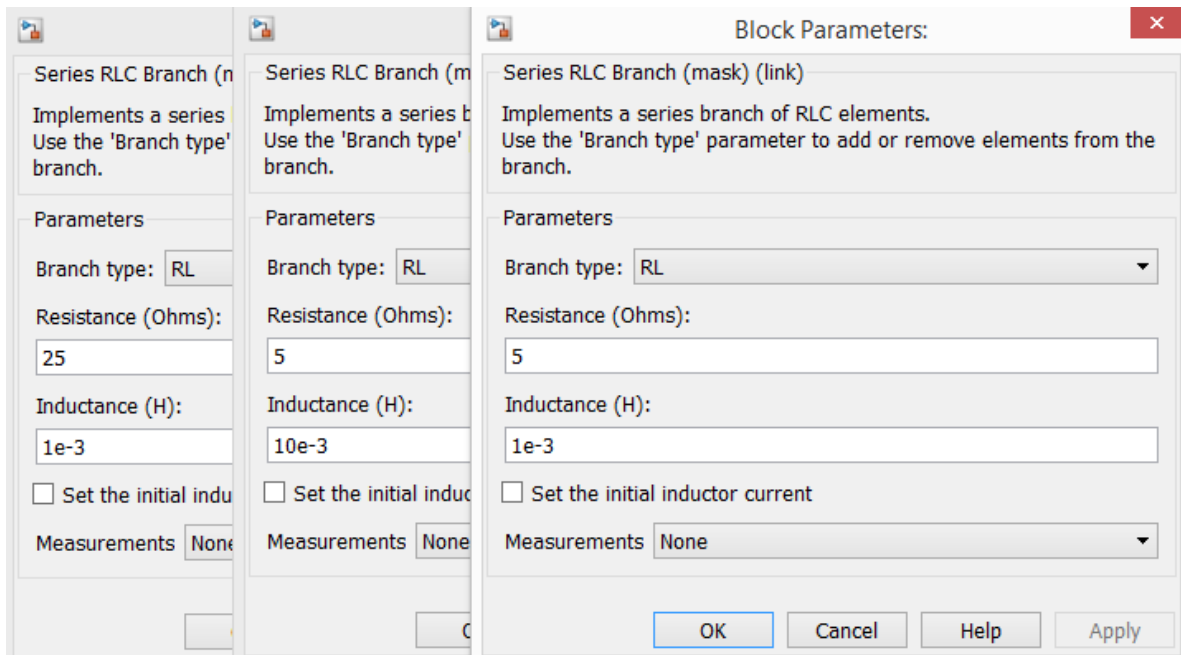 Series RLC Branch (m
Implements a series
Use the 'Branch type'
branch.
Parameters
Branch type: RL
Resistance (Ohms):
25
Inductance (H):
1e-3
Set the initial indu
Measurements None
Series RLC Branch (m
Implements a series b
Use the 'Branch type'
branch.
Parameters
Branch type: RL
Resistance (Ohms):
5
Inductance (H):
10e-3
Set the initial induc
Measurements None
Block Parameters:
Series RLC Branch (mask) (link)
Implements a series branch of RLC elements.
Use the 'Branch type' parameter to add or remove elements from the
branch.
Parameters
Branch type: RL
Resistance (Ohms):
5
Inductance (H):
1e-3
Set the initial inductor current
Measurements None
OK Cancel Help Apply